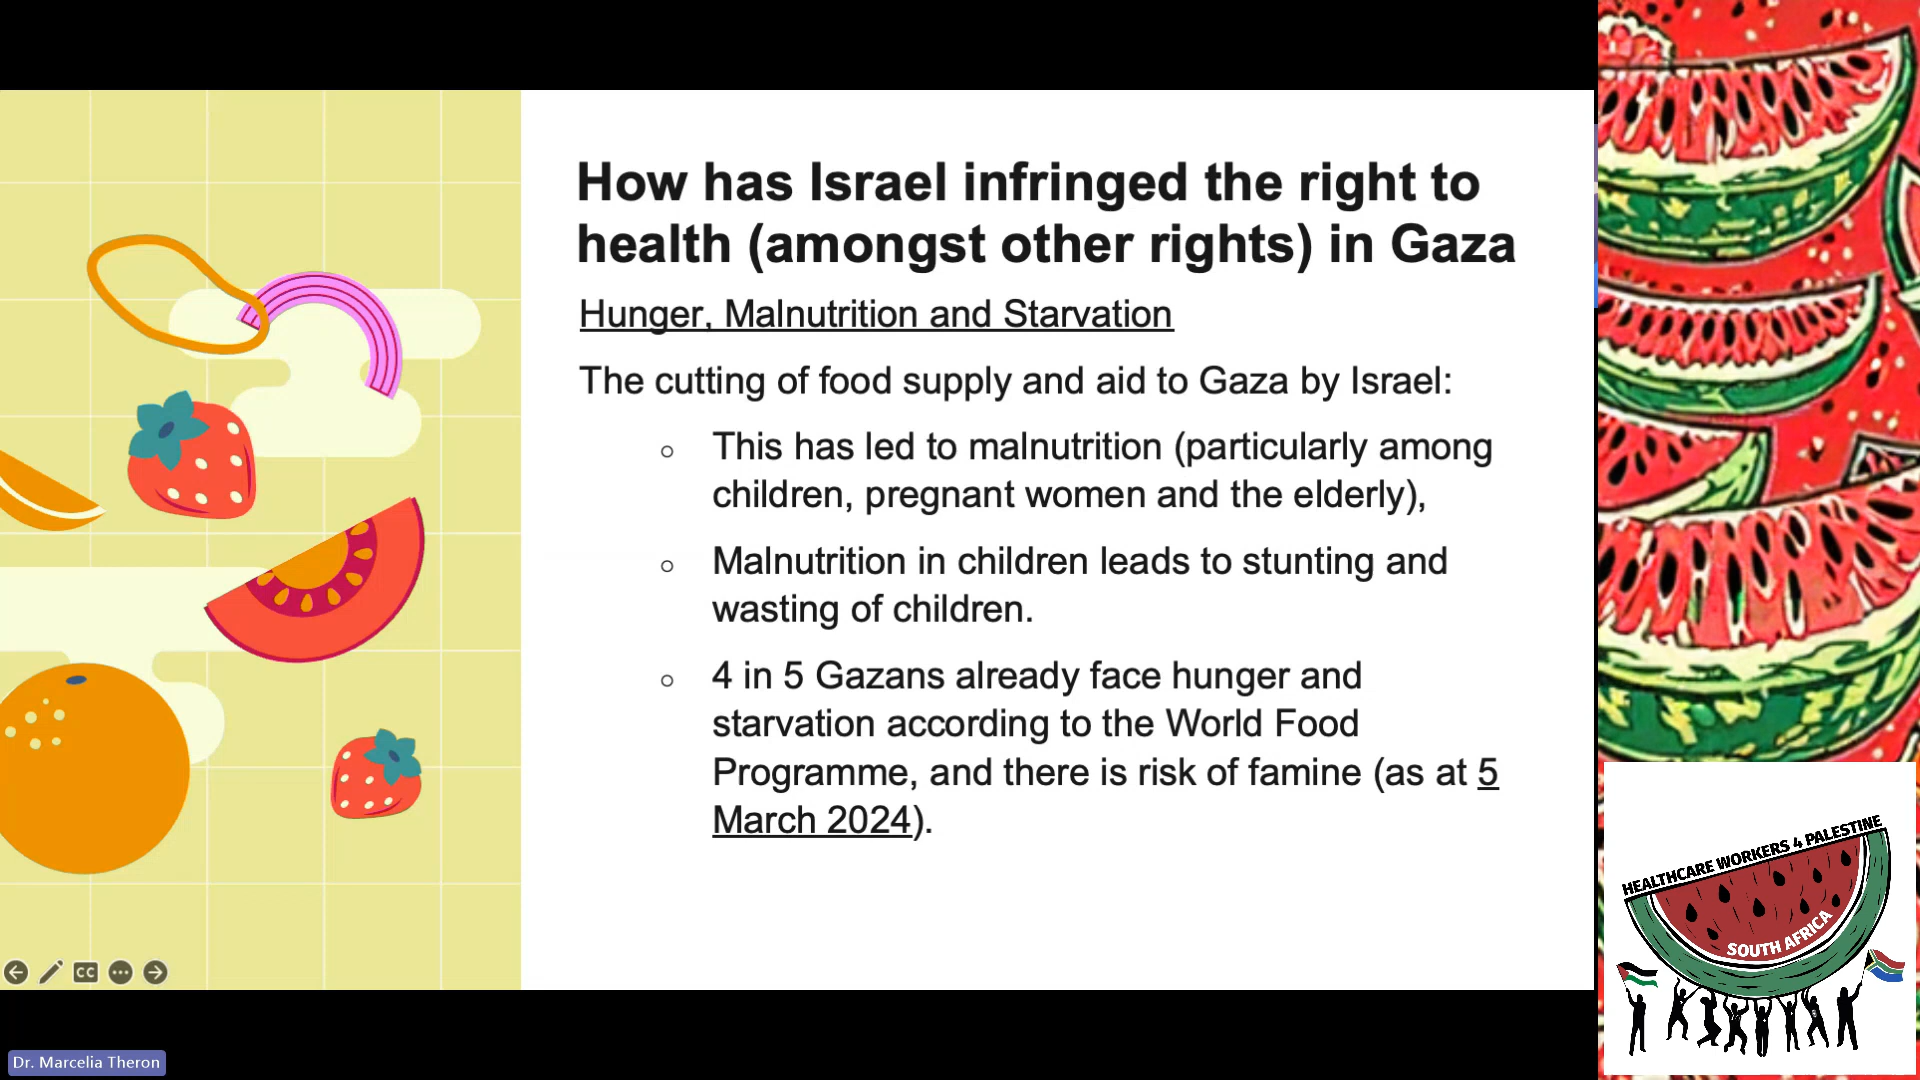 How has Israel infringed the right to
health (amongst other rights) in Gaza
Hunger, Malnutrition and Starvation
The cutting of food supply and aid to Gaza by Israel:
○ This has led to malnutrition (particularly among
children, pregnant women and the elderly),
○ Malnutrition in children leads to stunting and
wasting of children.
○ 4 in 5 Gazans already face hunger and
starvation according to the World Food
Programme, and there is risk of famine (as at 5
March 2024).
CC
Dr. Marcelia Theron
HEALTHCARE WORKERS 4 PALESTINE
SOUTH AFRICA